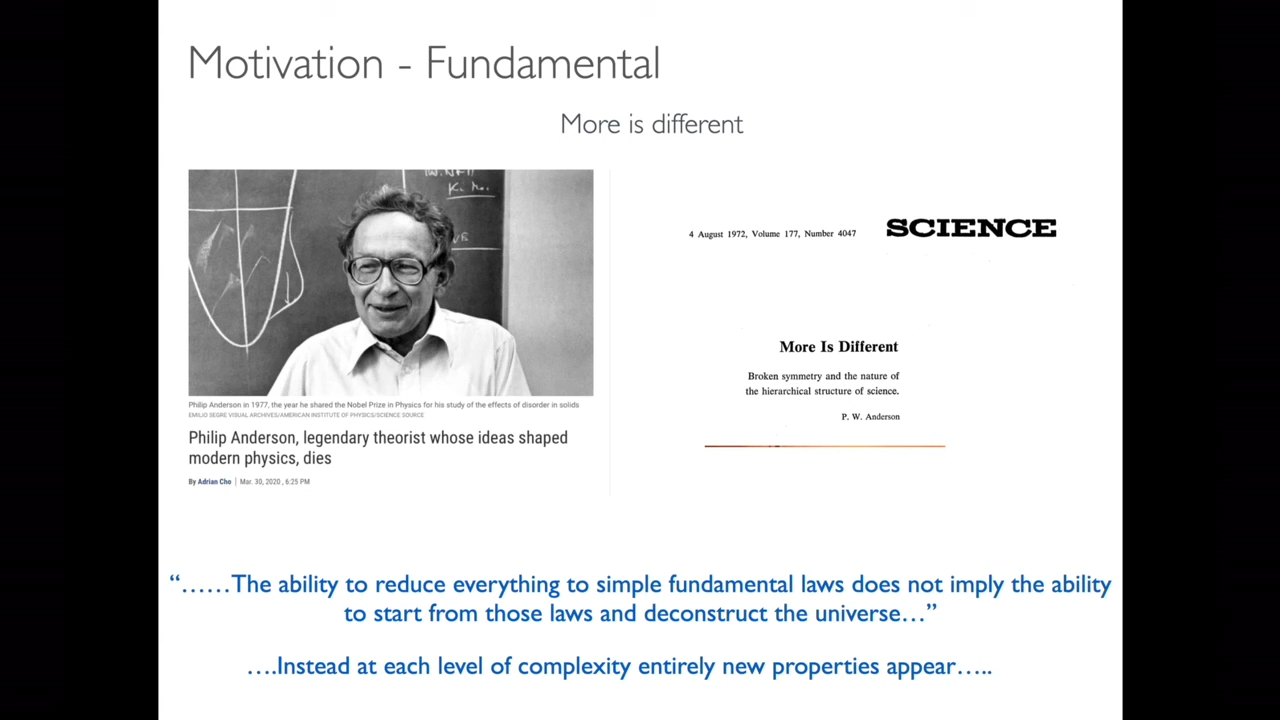 Motivation - Fundamental
More is different
Ki
Philip Anderson in 1977, the year he shared the Nobel Prize in Physics for his study of the effects of disorder in solids
EMILIO SEGRE VISUAL ARCHIVES/AMERICAN INSTITUTE OF PHYSICS/SCIENCE SOURCE
Philip Anderson, legendary theorist whose ideas shaped
modern physics, dies
By Adrian Cho | Mar. 30, 2020 , 6:25 PM
4 August 1972, Volume 177, Number 4047
SCIENCE
More Is Different
Broken symmetry and the nature of
the hierarchical structure of science.
P. W. Anderson
“……The ability to reduce everything to simple fundamental laws does not imply the ability
to start from those laws and deconstruct the universe…”
….Instead at each level of complexity entirely new properties appear…..